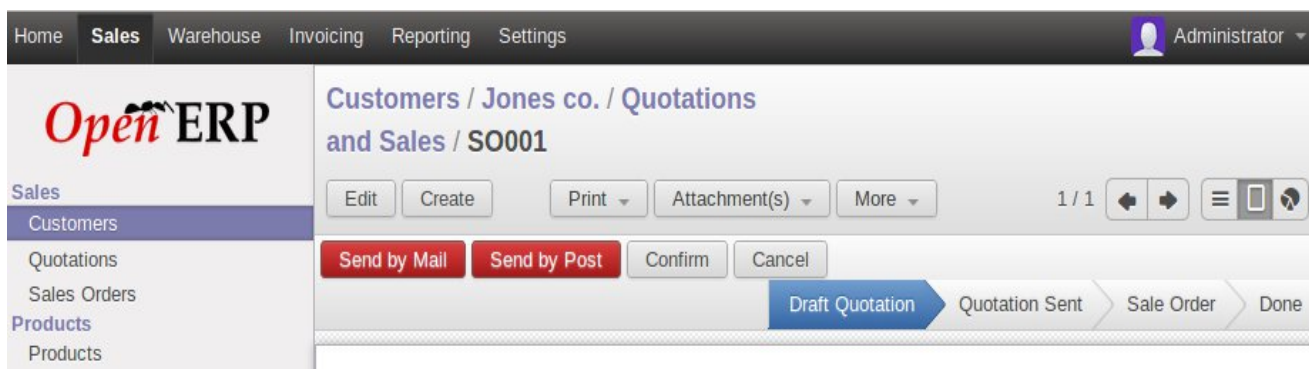 Home Sales Warehouse Invoicing Reporting Settings Administrator
Open ERP
Customers / Jones co. / Quotations
and Sales / SO001
Sales
Edit Create Print Attachment(s) More 1 / 1
Customers
Quotations
Send by Mail Send by Post Confirm Cancel
Sales Orders
Draft Quotation Quotation Sent Sale Order Done
Products
Products